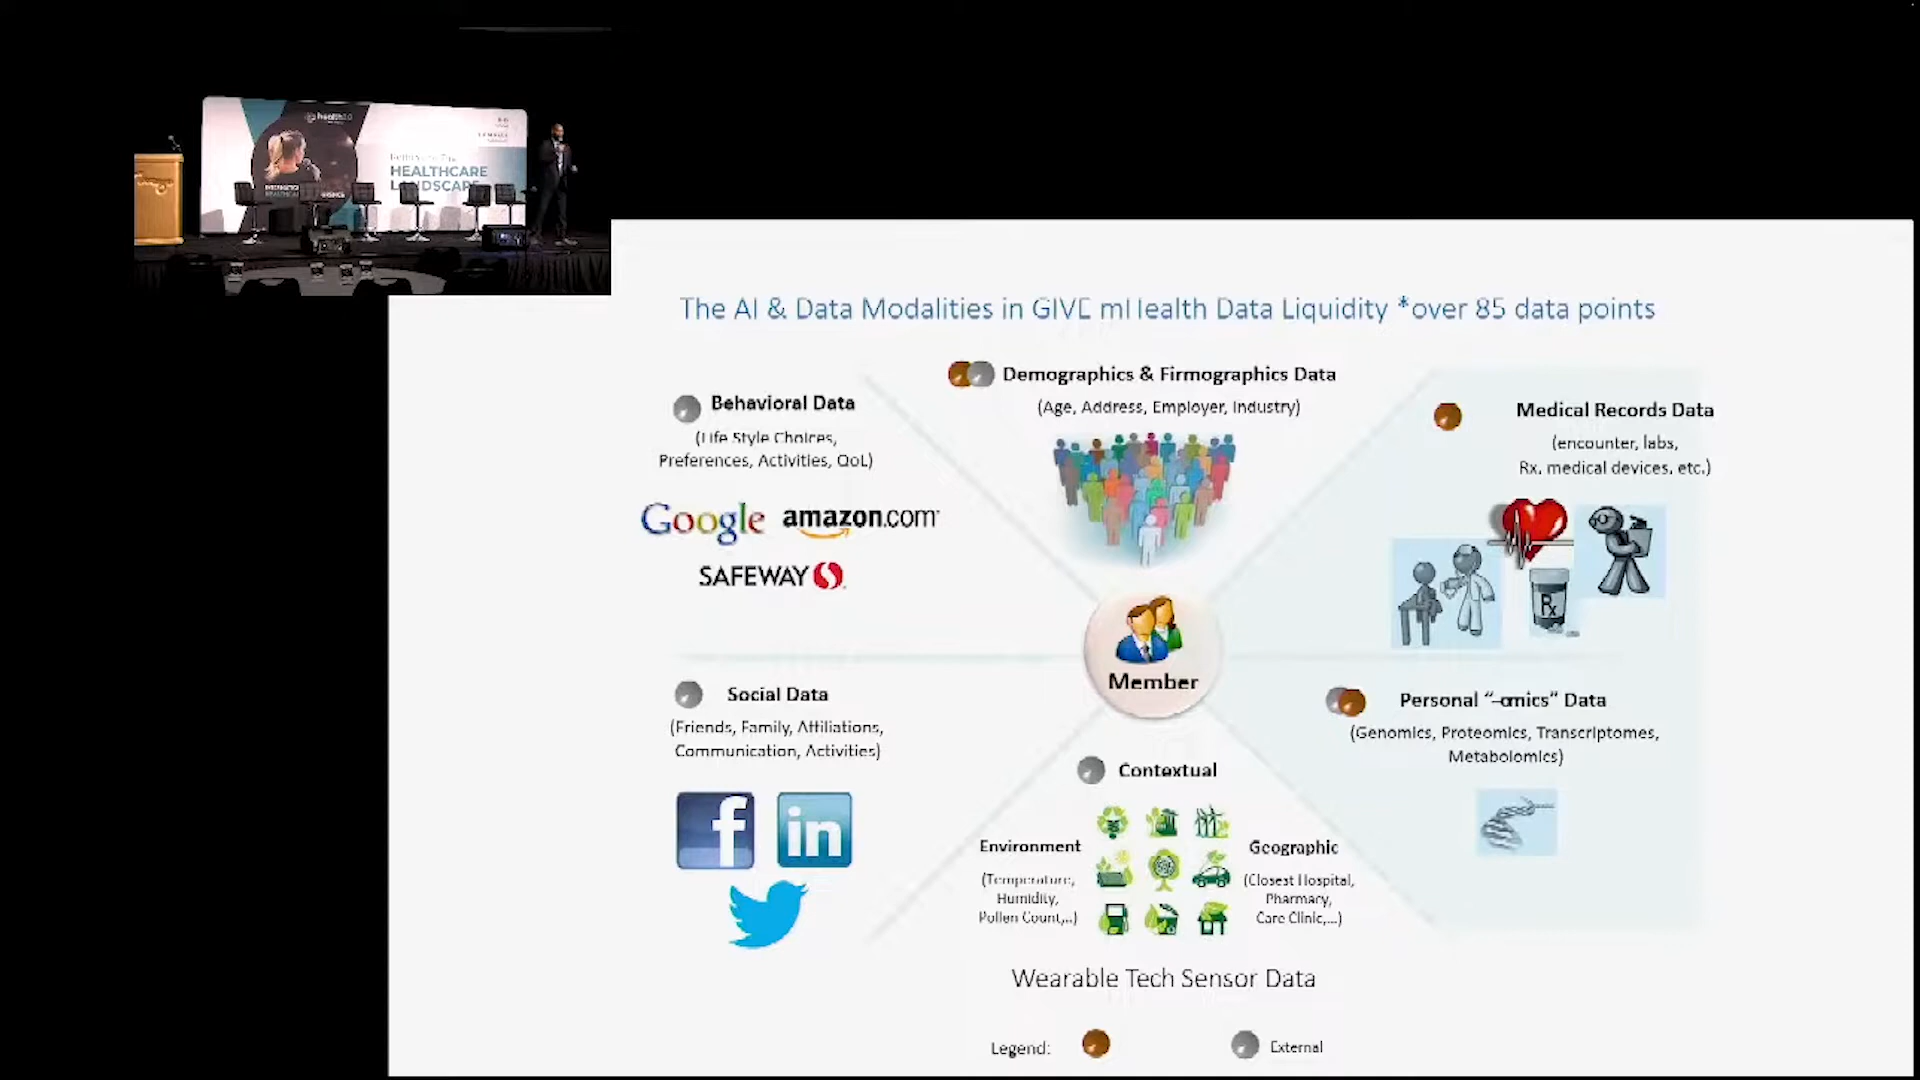 health2.0
HEALTHCARE
LANDSCAPE
The AI & Data Modalities in GIVE mHealth Data Liquidity *over 85 data points
Demographics & Firmographics Data
(Age, Address, Employer, Industry)
Behavioral Data
(Life Style Choices,
Preferences, Activities, QoL)
Google amazon.com
SAFEWAY
Medical Records Data
(encounter, labs,
Rx, medical devices, etc.)
Rx
Member
Social Data
(Friends, Family, Affiliations,
Communication, Activities)
f in
Personal “-omics” Data
(Genomics, Proteomics, Transcriptomes,
Metabolomics)
Contextual
Environment
(Temperature,
Humidity,
Pollen Count,..)
Geographic
(Closest Hospital,
Pharmacy,
Care Clinic,...)
Wearable Tech Sensor Data
Legend:
External